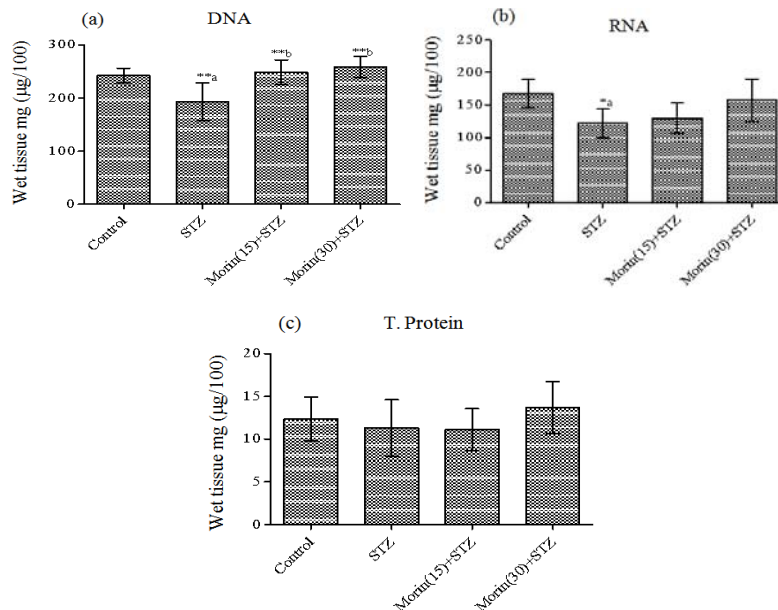 (a) DNA
Wet tissue mg (µg/100)
300
200
100
0
**a
**b
**b
Control
STZ
Morin(15)+STZ
Morin(30)+STZ
(b) RNA
Wet tissue mg (µg/100)
250
200
150
100
50
0
*a
Control
STZ
Morin(15)+STZ
Morin(30)+STZ
(c) T. Protein
Wet tissue mg (µg/100)
20
15
10
5
0
Control
STZ
Morin(15)+STZ
Morin(30)+STZ